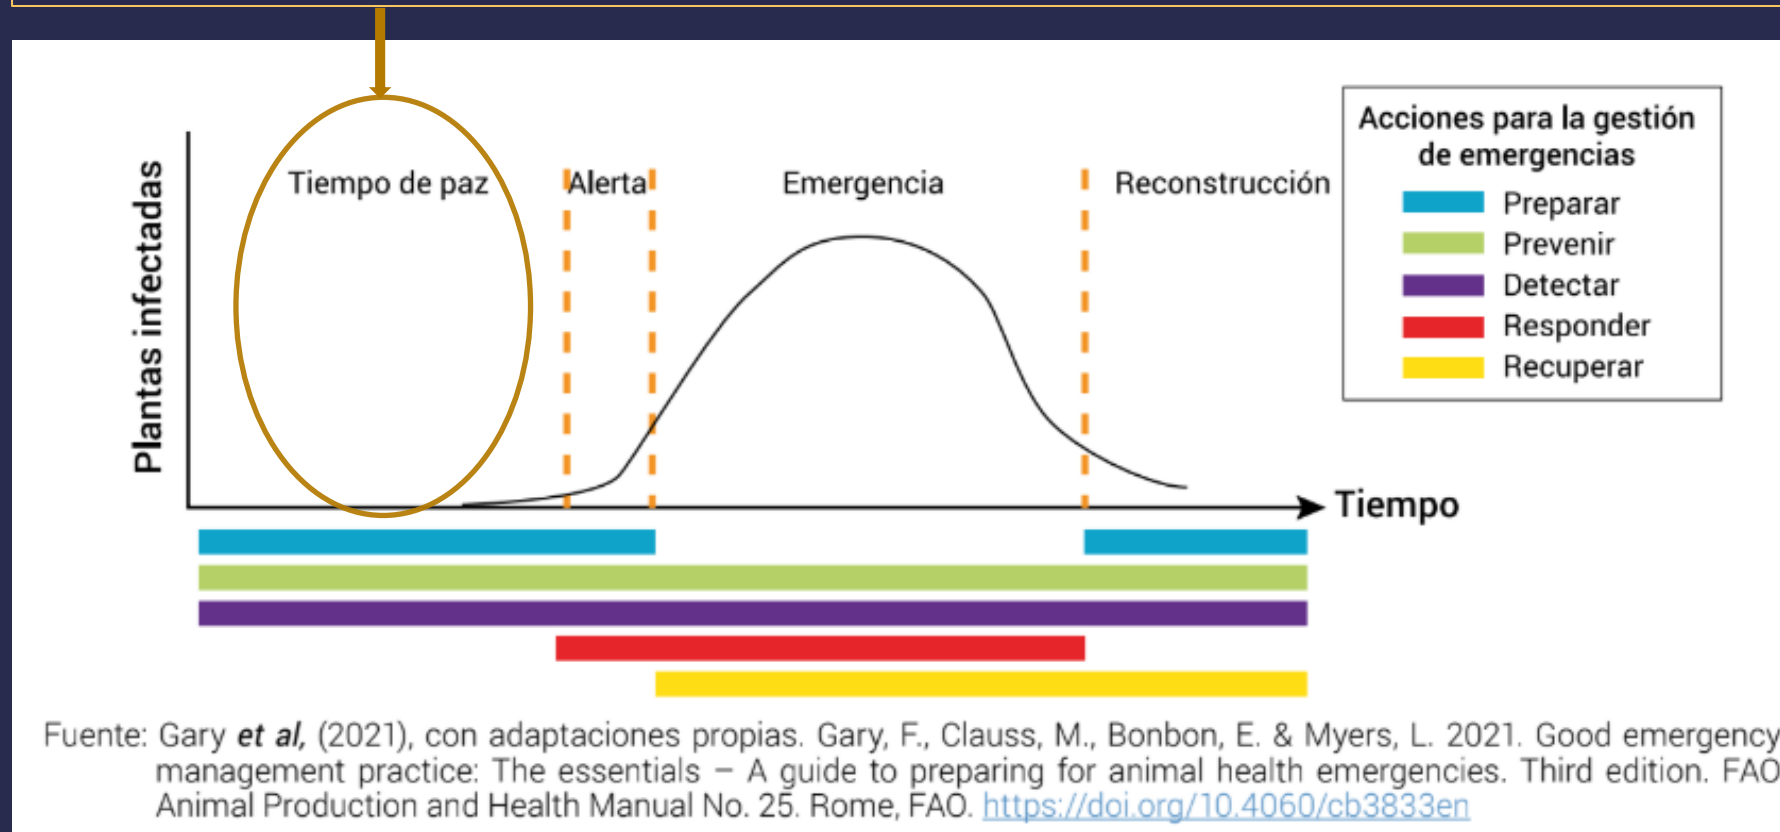 Plantas infectadas
Tiempo de paz
Alerta
Emergencia
Reconstrucción
Tiempo
Acciones para la gestión
de emergencias
Preparar
Prevenir
Detectar
Responder
Recuperar
Fuente: Gary et al, (2021), con adaptaciones propias. Gary, F., Clauss, M., Bonbon, E. & Myers, L. 2021. Good emergency
management practice: The essentials – A guide to preparing for animal health emergencies. Third edition. FAO
Animal Production and Health Manual No. 25. Rome, FAO. https://doi.org/10.4060/cb3833en